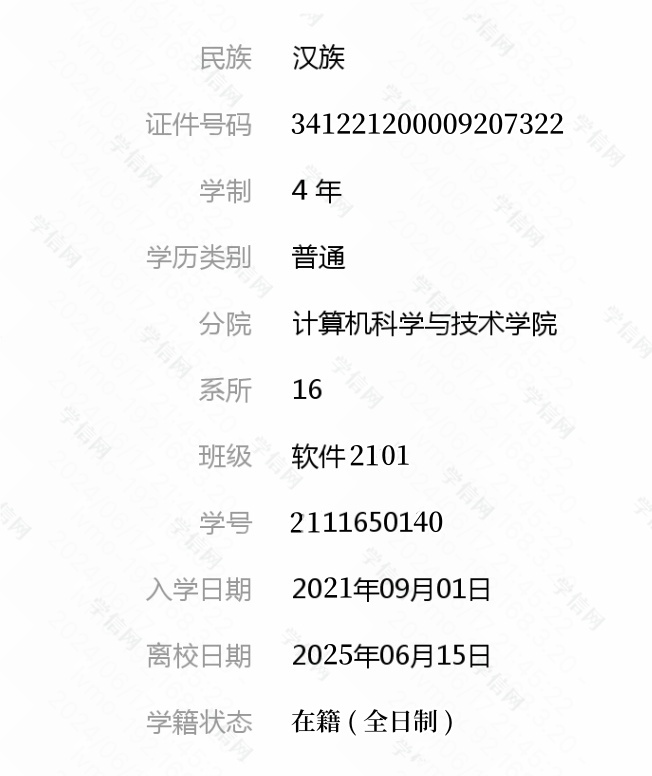 民族 汉族
证件号码 341221200009207322
学制 4 年
学历类别 普通
分院 计算机科学与技术学院
系所 16
班级 软件2101
学号 2111650140
入学日期 2021年09月01日
离校日期 2025年06月15日
学籍状态 在籍 ( 全日制 )